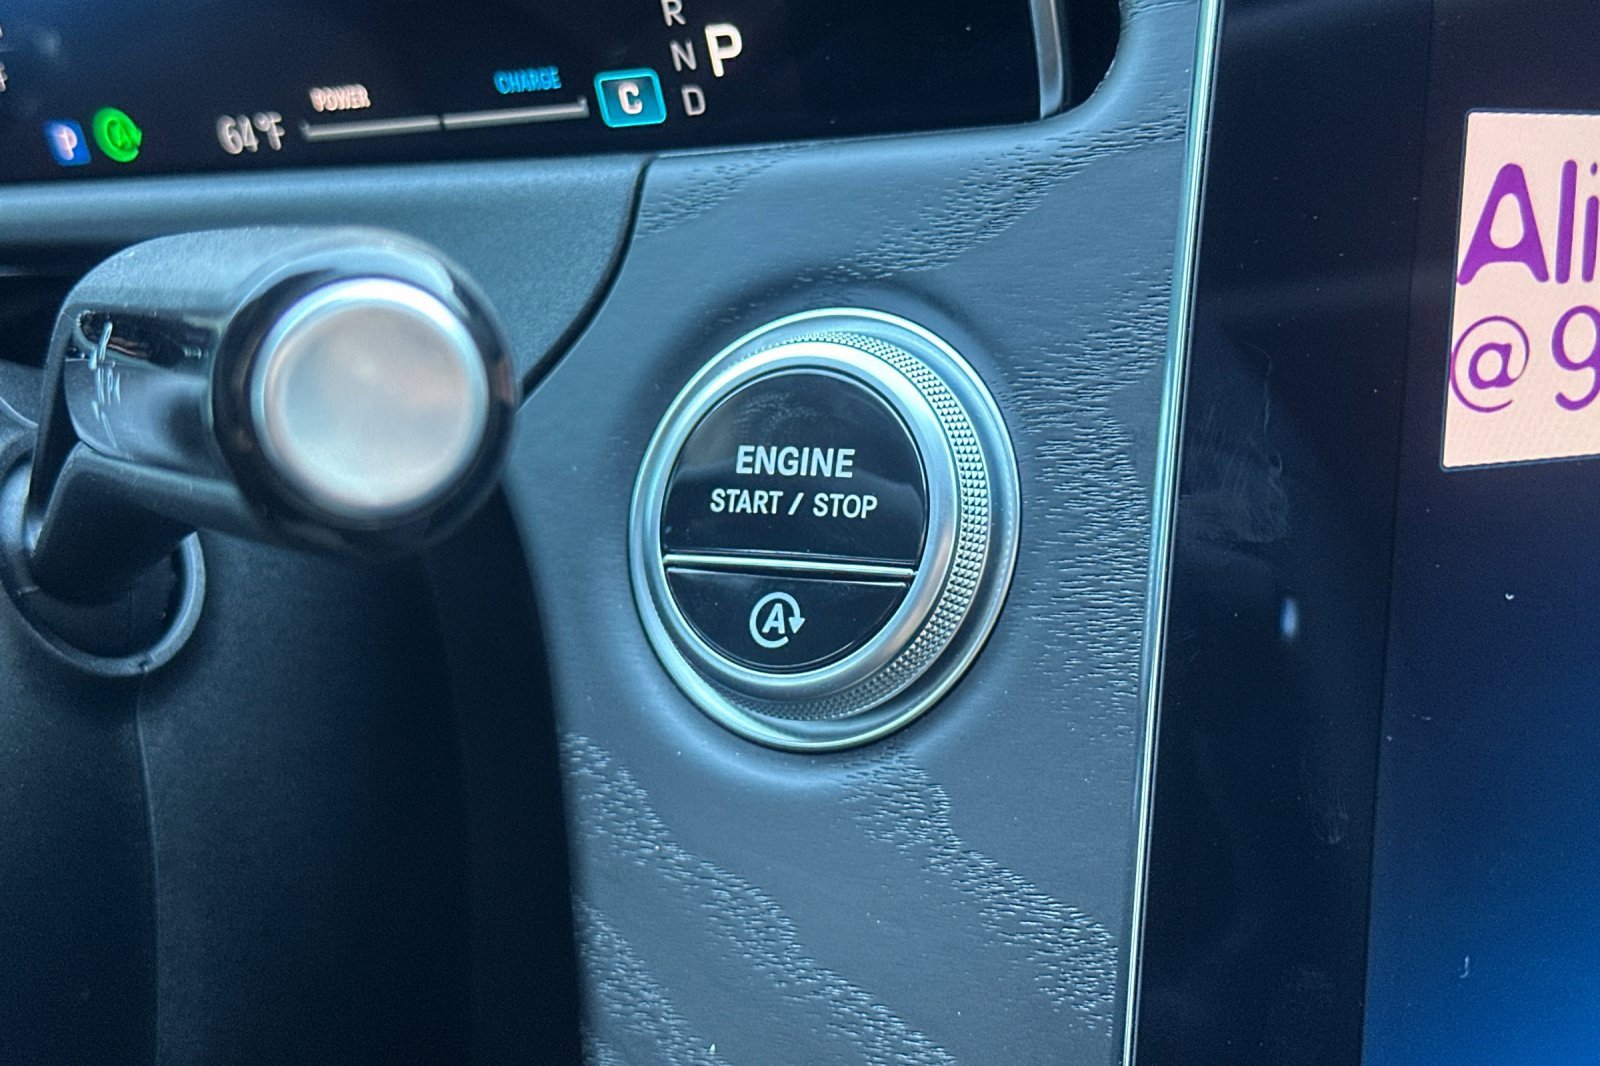 R
N
D
P
P
A
64°F
POWER
CHARGE
C
ENGINE
START / STOP
A
Ali
@ 9